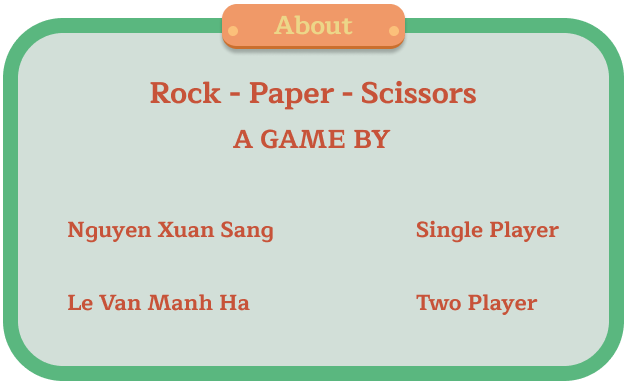 About
Rock - Paper - Scissors
A GAME BY
Nguyen Xuan Sang Single Player
Le Van Manh Ha Two Player